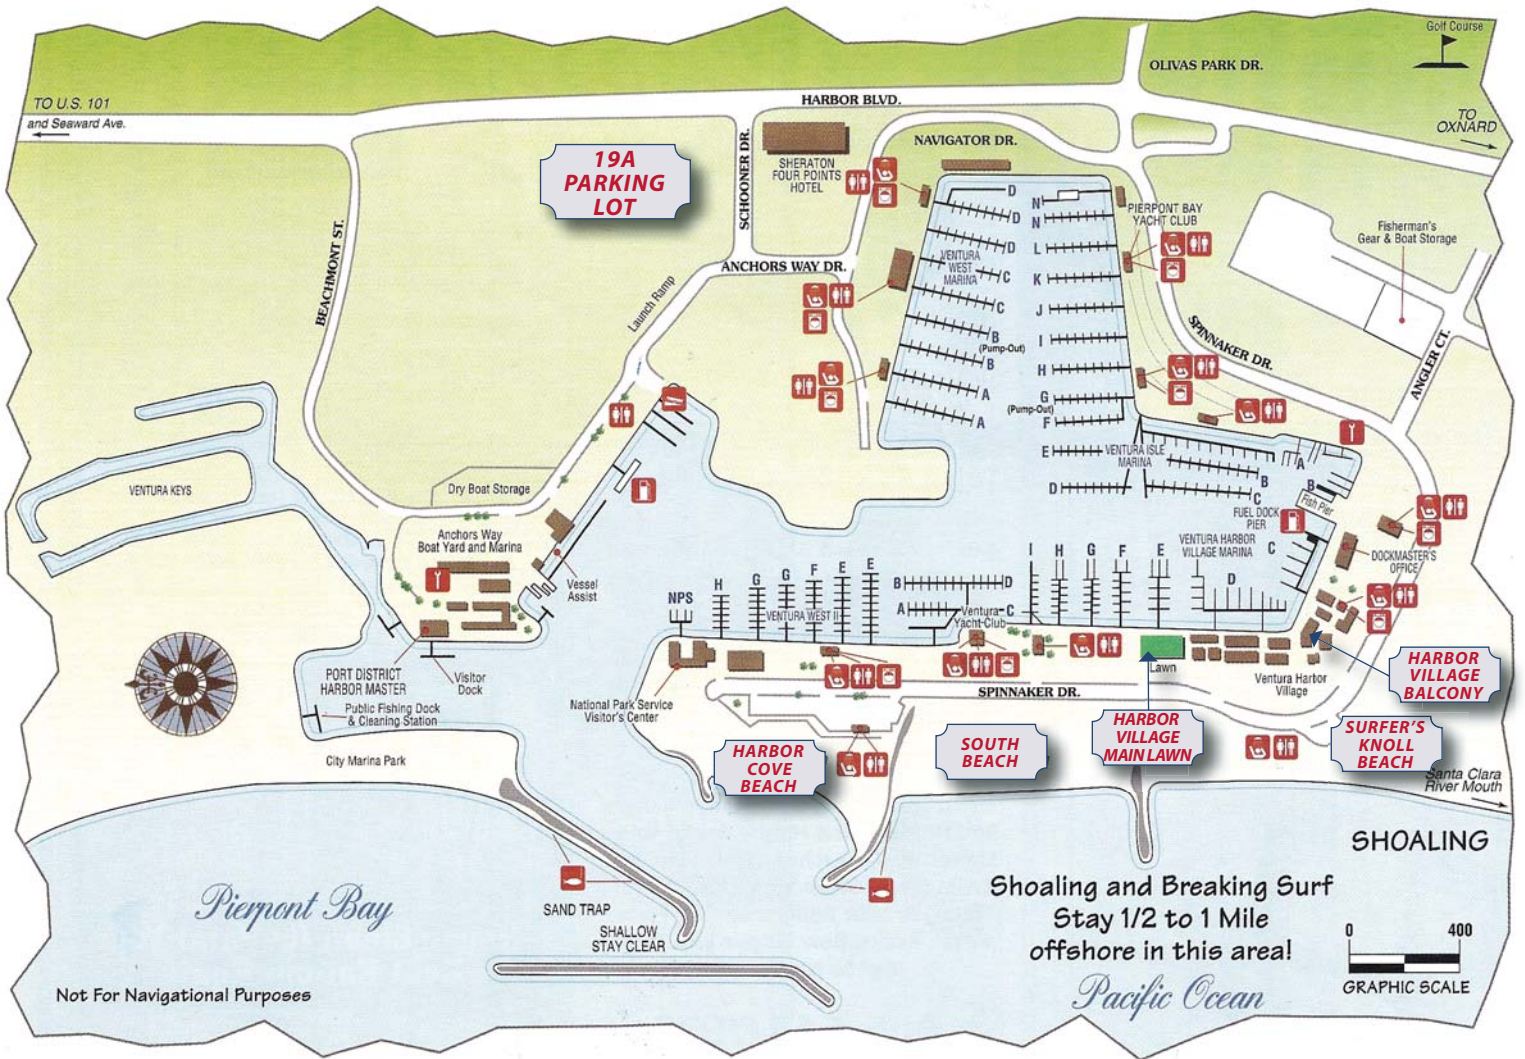 Golf Course
OLIVAS PARK DR.
HARBOR BLVD.
TO U.S. 101
and Seaward Ave.
TO
OXNARD
19A
PARKING
LOT
SCHOONER DR.
SHERATON
FOUR POINTS
HOTEL
NAVIGATOR DR.
D
N
D
N
PIERPONT BAY
YACHT CLUB
Fisherman's
Gear & Boat Storage
BEACHMONT ST.
ANCHORS WAY DR.
Launch Ramp
D
VENTURA
WEST
MARINA
C
L
K
C
J
B
(Pump-Out)
I
B
H
A
G
(Pump-Out)
A
F
SPINNAKER DR.
ANGLER CT.
E
VENTURA ISLE
MARINA
D
A
B
B
C
Fish Pier
FUEL DOCK
PIER
VENTURA KEYS
Dry Boat Storage
Anchors Way
Boat Yard and Marina
Vessel
Assist
VENTURA HARBOR
VILLAGE MARINA
C
D
DOCKMASTER'S
OFFICE
NPS
H
G
G
F
E
E
VENTURA WEST II
B
D
A
C
Ventura
Yacht Club
I
H
G
F
E
Lawn
Ventura Harbor
Village
HARBOR
VILLAGE
BALCONY
PORT DISTRICT
HARBOR MASTER
Visitor
Dock
Public Fishing Dock
& Cleaning Station
City Marina Park
National Park Service
Visitor's Center
SPINNAKER DR.
HARBOR
COVE
BEACH
SOUTH
BEACH
HARBOR
VILLAGE
MAIN LAWN
SURFER'S
KNOLL
BEACH
Santa Clara
River Mouth
SHOALING
Shoaling and Breaking Surf
Stay 1/2 to 1 Mile
offshore in this area!
Pierpont Bay
SAND TRAP
SHALLOW
STAY CLEAR
0 400
GRAPHIC SCALE
Pacific Ocean
Not For Navigational Purposes